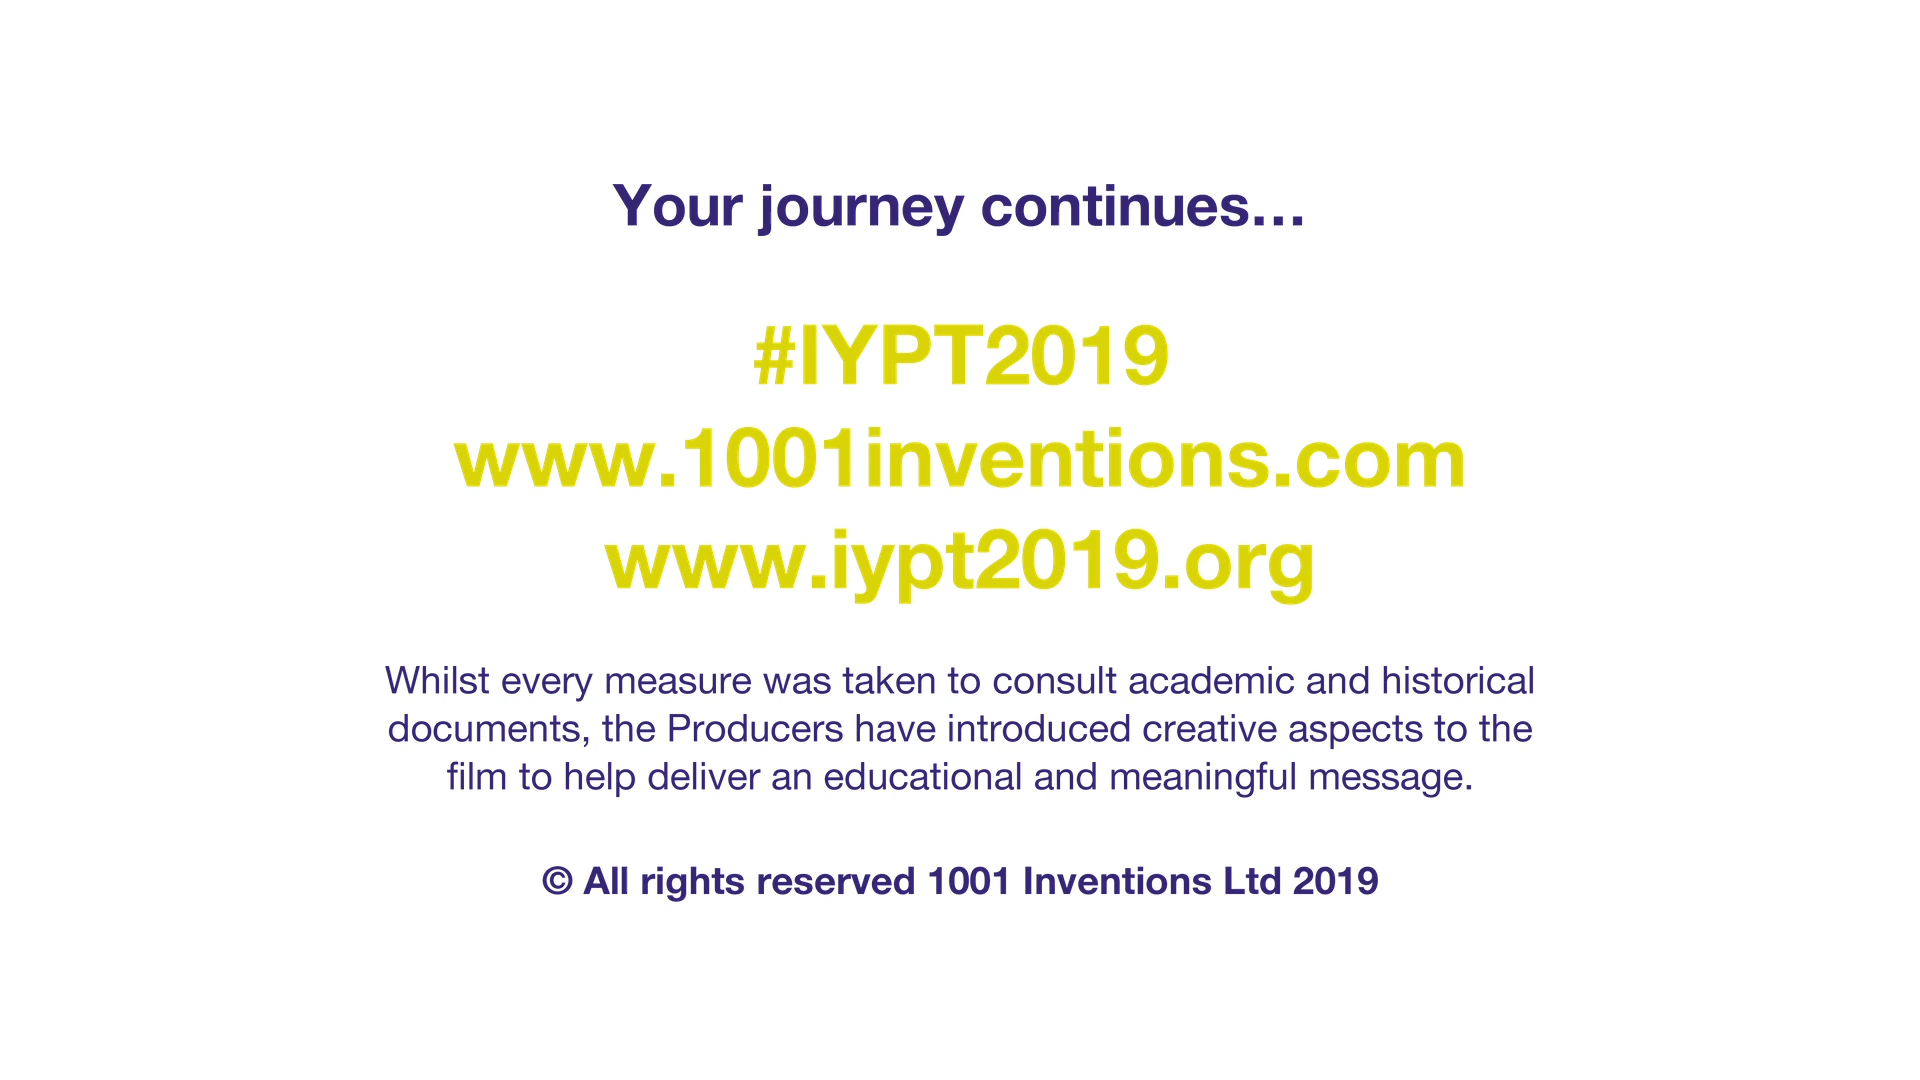 Your journey continues…
#IYPT2019
www.1001inventions.com
www.iypt2019.org
Whilst every measure was taken to consult academic and historical
documents, the Producers have introduced creative aspects to the
film to help deliver an educational and meaningful message.
© All rights reserved 1001 Inventions Ltd 2019